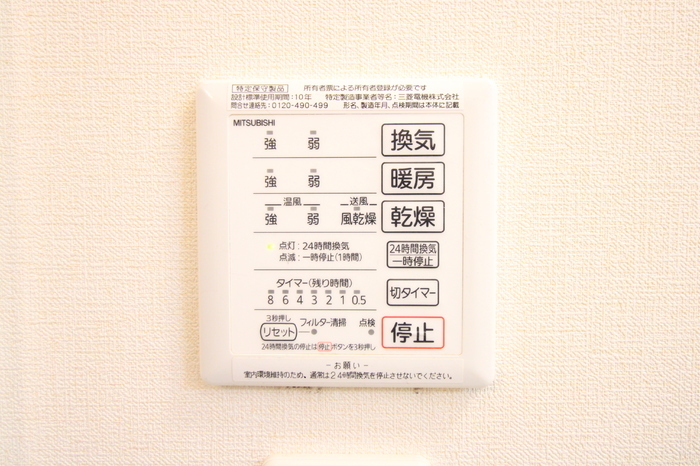 特定保守製品 所有者票による所有者登録が必要です
設計標準使用期間:10年 特定製造事業者等名:三菱電機株式会社
問合せ連絡先:0120-490-499 形名、製造年月、点検期間は本体に記載
MITSUBISHI
強 弱 換気
強 弱 暖房
温風 送風
強 弱 風乾燥 乾燥
点灯:24時間換気
点滅:一時停止(1時間)
24時間換気
一時停止
タイマー(残り時間)
8 6 4 3 2 1 0.5
切タイマー
3秒押し
リセット フィルター清掃 点検
停止
24時間換気の停止は停止ボタンを3秒押し
-お願い-
室内環境維持のため、通常は24時間換気を停止させないでください。